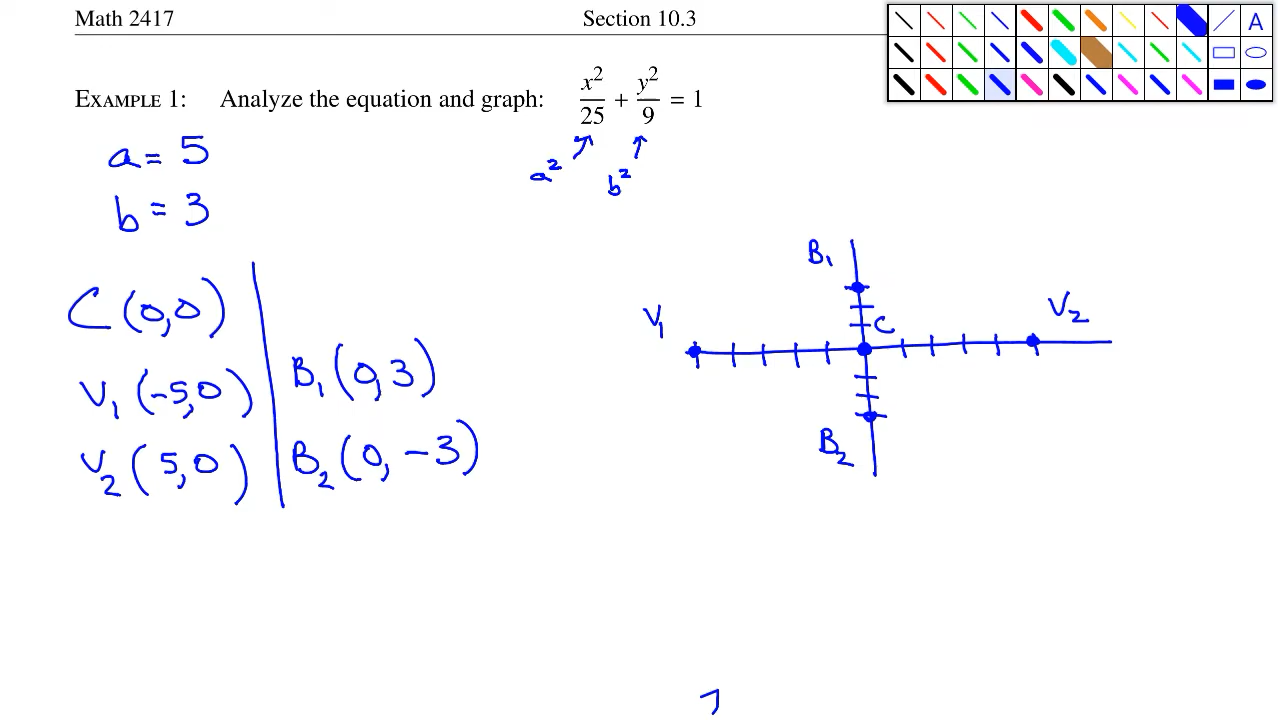 Math 2417 Section 10.3
A
EXAMPLE 1: Analyze the equation and graph: x²/25 + y²/9 = 1
a² b²
a = 5
b = 3
C (0,0)
V₁ (-5,0)
V₂ (5,0)
B₁ (0,3)
B₂ (0,-3)
B₁
V₁ C V₂
B₂